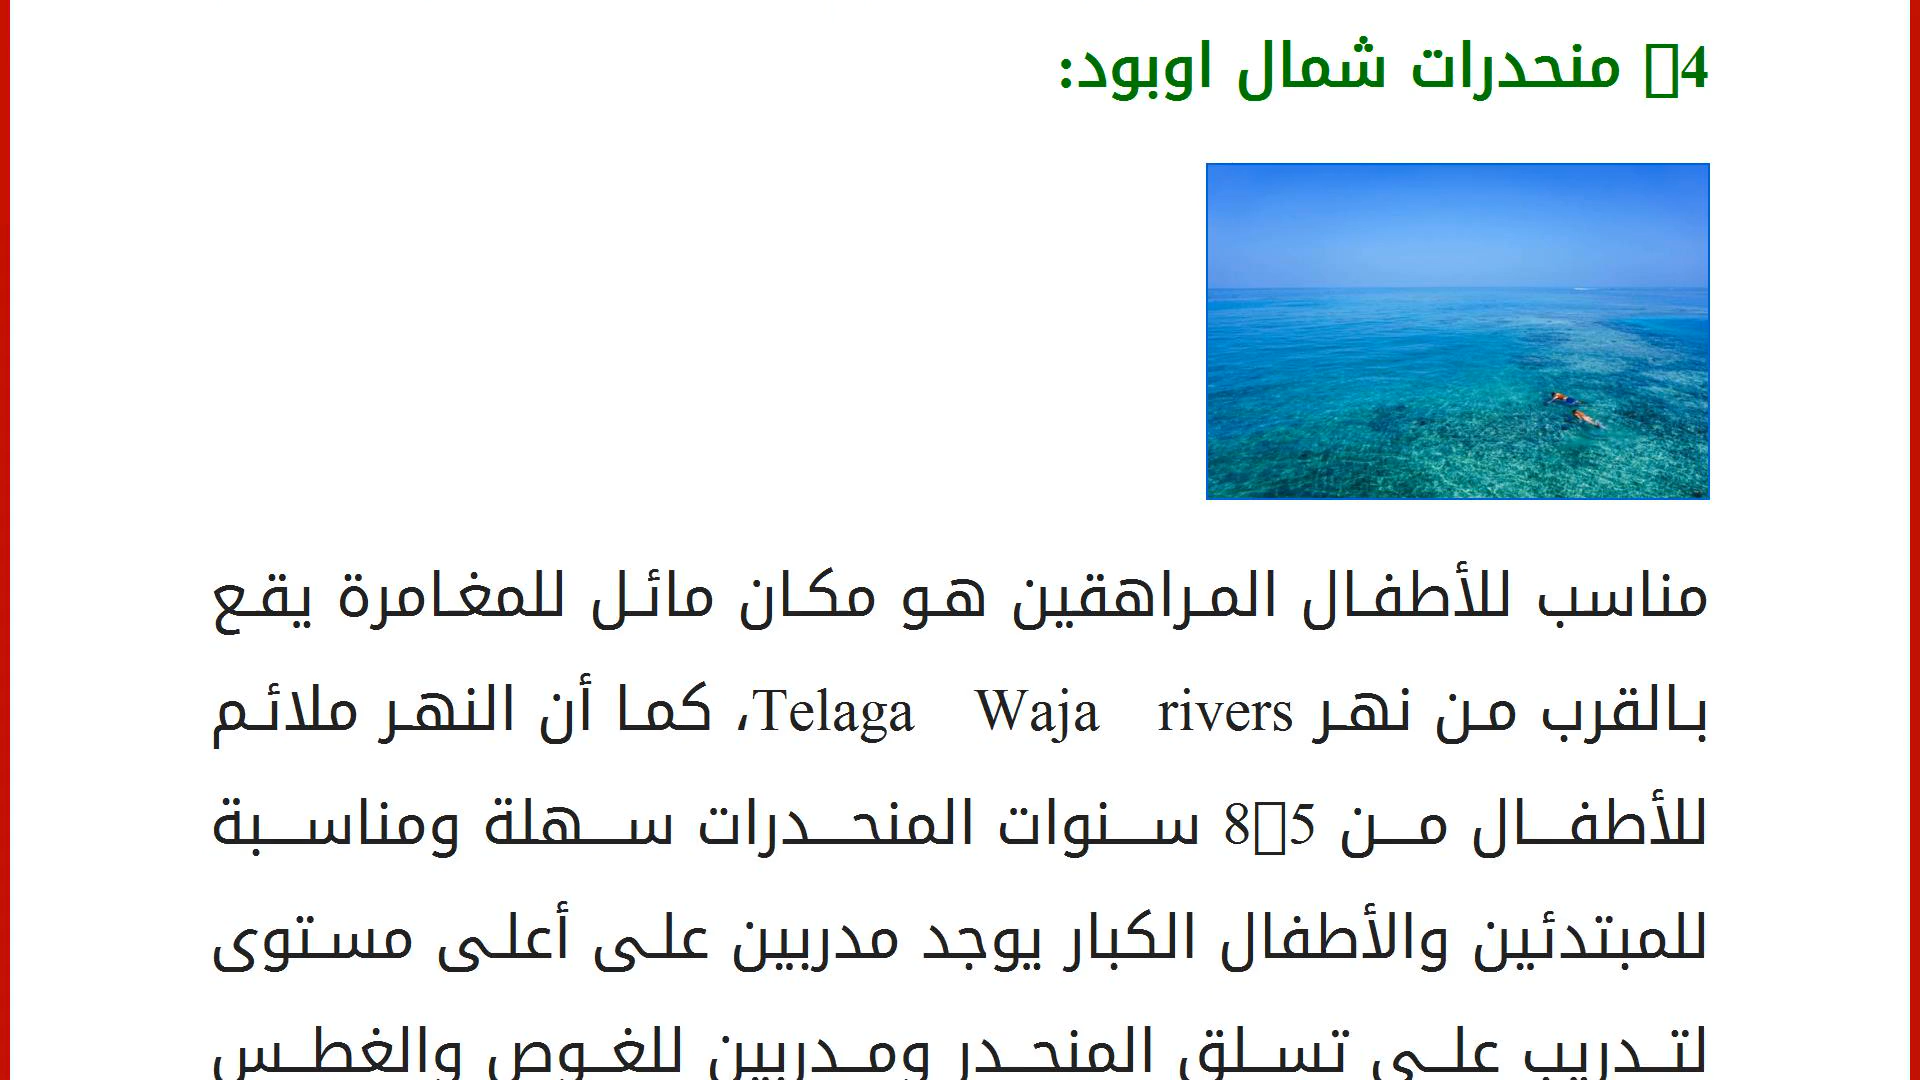 4 منحدرات شمال اوبود:
مناسب للأطفال المراهقين هو مكان مائل للمغامرة يقع
بالقرب من نهر Telaga Waja rivers، كما أن النهر ملائم
للأطفال من 5 8 سنوات المنحدرات سهلة ومناسبة
للمبتدئين والأطفال الكبار يوجد مدربين على أعلى مستوى
لتدريب على تسلق المنحدر ومدربين للغوص والغطس